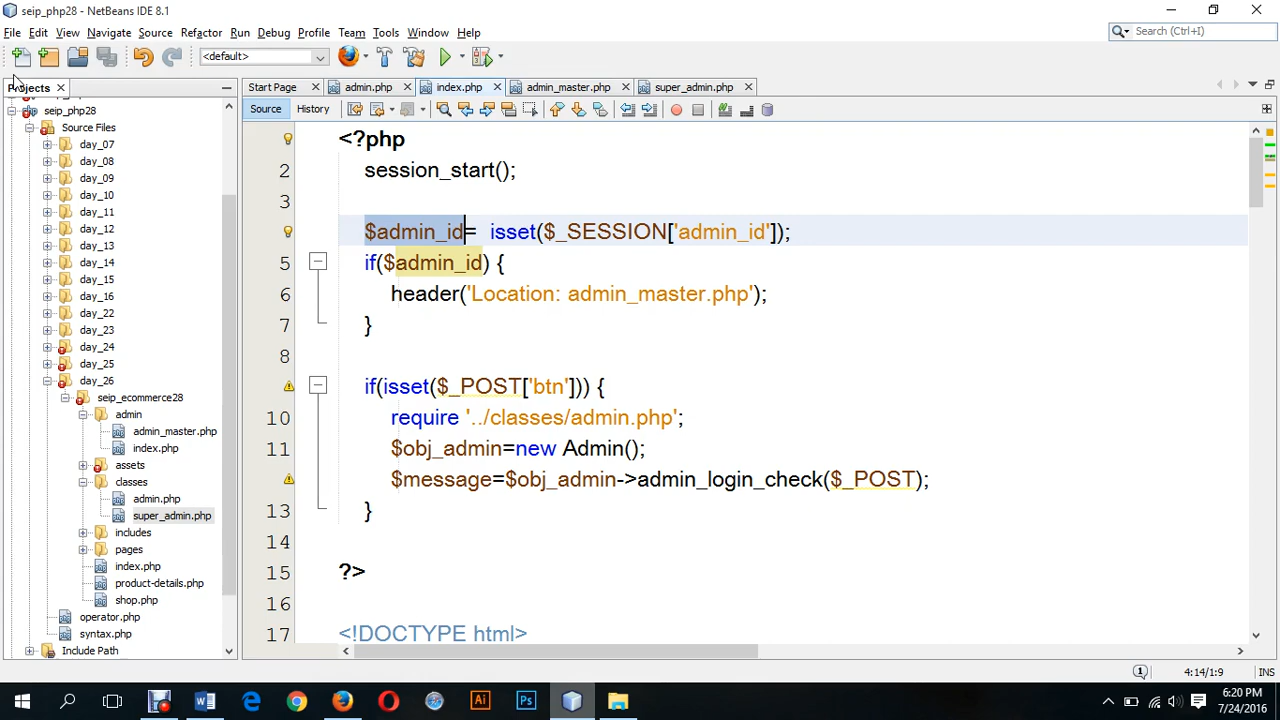 seip_php28 - NetBeans IDE 8.1
File Edit View Navigate Source Refactor Run Debug Profile Team Tools Window Help
Search (Ctrl+I)
<default>
Projects
Start Page
admin.php
index.php
admin_master.php
super_admin.php
Source
History
seip_php28
Source Files
day_07
day_08
day_09
day_10
day_11
day_12
day_13
day_14
day_15
day_16
day_22
day_23
day_24
day_25
day_26
seip_ecommerce28
admin
admin_master.php
index.php
assets
classes
admin.php
super_admin.php
includes
pages
index.php
product-details.php
shop.php
operator.php
syntax.php
Include Path
<?php
2 session_start();
3
$admin_id= isset($_SESSION['admin_id']);
5 if($admin_id) {
6 header('Location: admin_master.php');
7 }
8
if(isset($_POST['btn'])) {
10 require '../classes/admin.php';
11 $obj_admin=new Admin();
$message=$obj_admin->admin_login_check($_POST);
13 }
14
15 ?>
16
17 <!DOCTYPE html>
4:14/1:9
INS
6:20 PM
7/24/2016